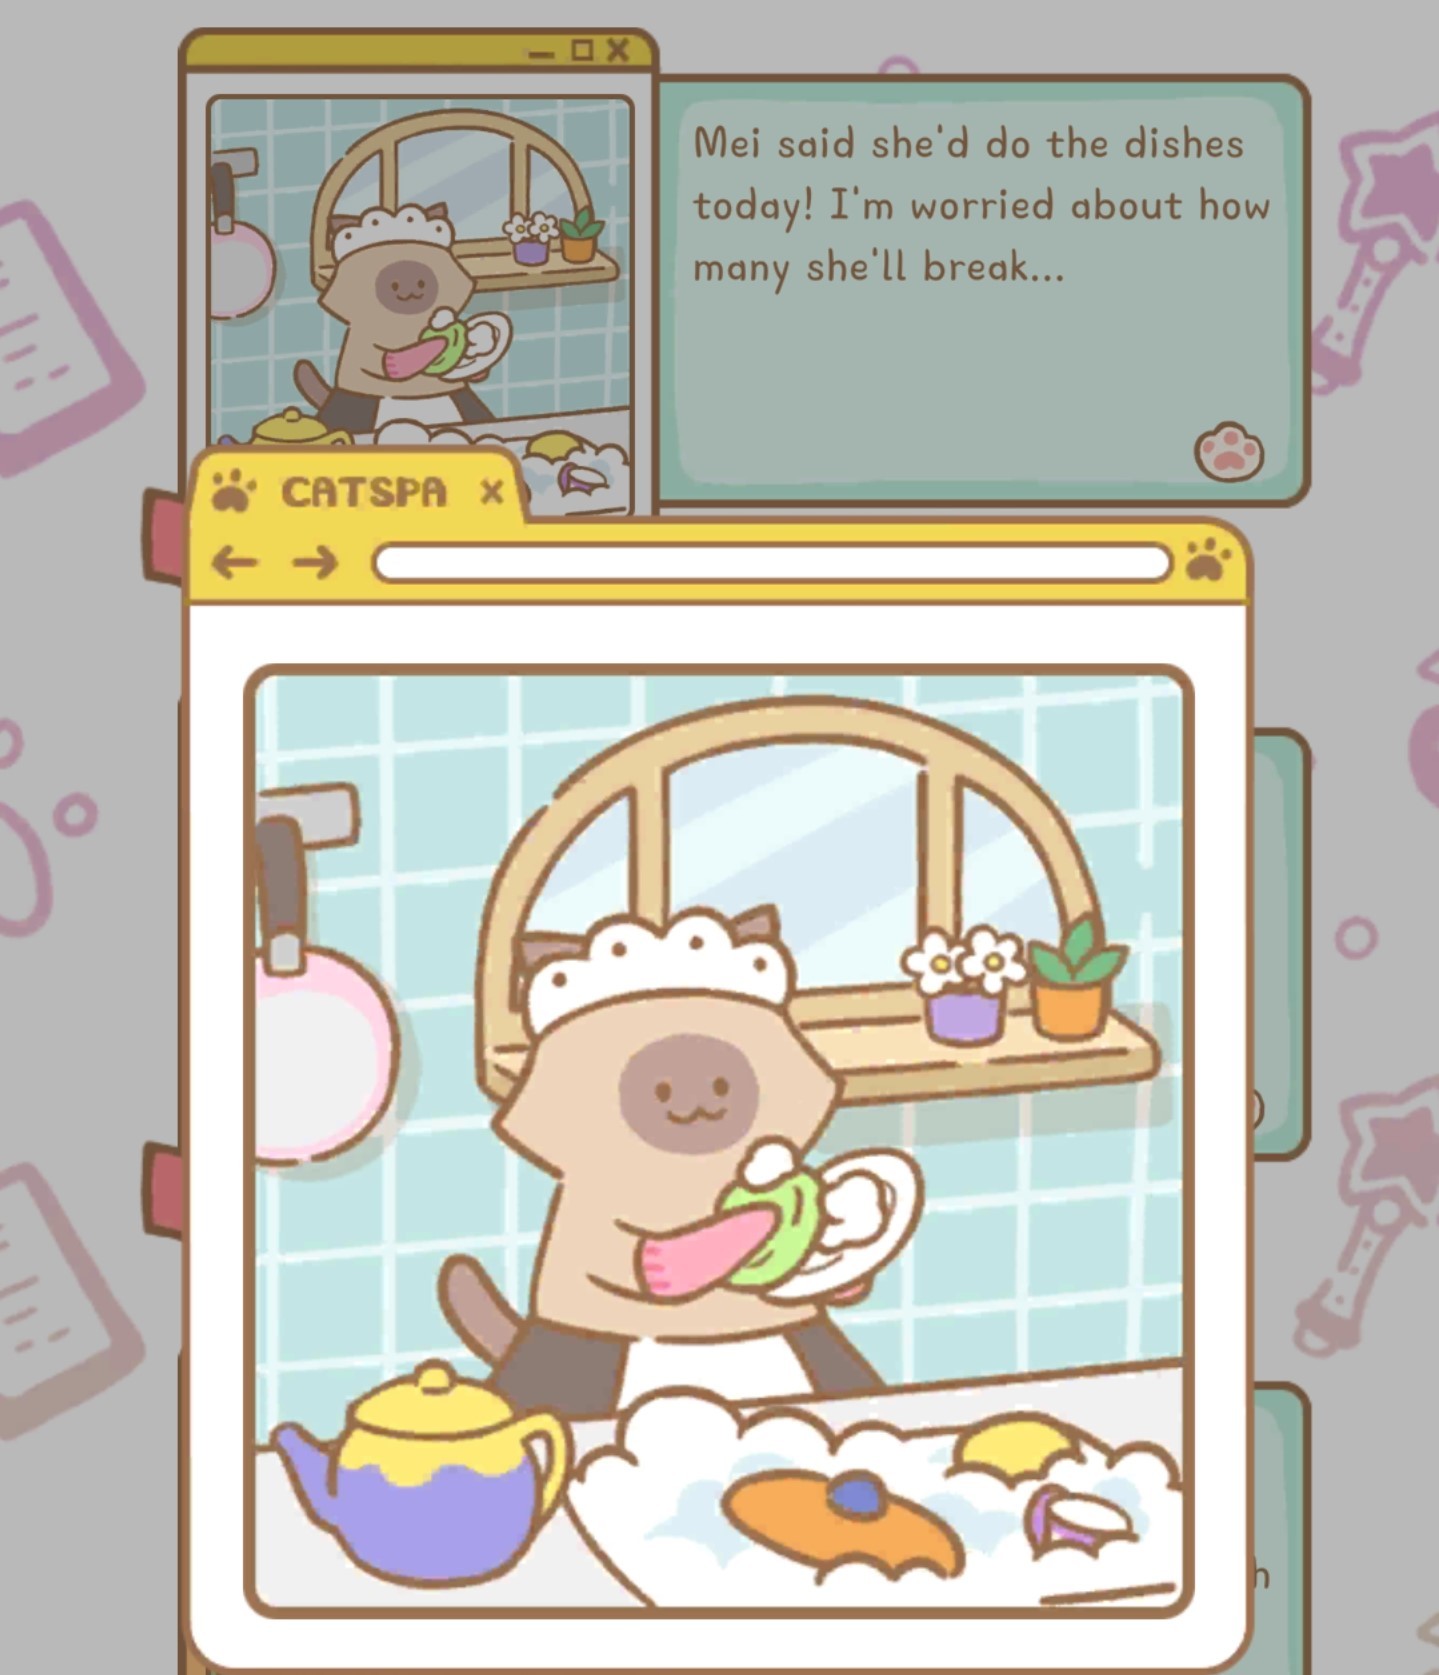 Mei said she'd do the dishes
today! I'm worried about how
many she'll break...
CATSPA